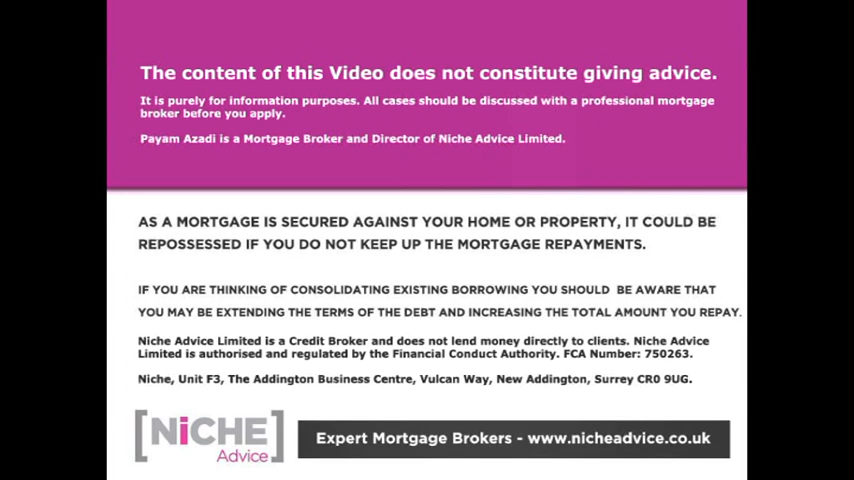 The content of this Video does not constitute giving advice.
It is purely for information purposes. All cases should be discussed with a professional mortgage
broker before you apply.
Payam Azadi is a Mortgage Broker and Director of Niche Advice Limited.
AS A MORTGAGE IS SECURED AGAINST YOUR HOME OR PROPERTY, IT COULD BE
REPOSSESSED IF YOU DO NOT KEEP UP THE MORTGAGE REPAYMENTS.
IF YOU ARE THINKING OF CONSOLIDATING EXISTING BORROWING YOU SHOULD BE AWARE THAT
YOU MAY BE EXTENDING THE TERMS OF THE DEBT AND INCREASING THE TOTAL AMOUNT YOU REPAY.
Niche Advice Limited is a Credit Broker and does not lend money directly to clients. Niche Advice
Limited is authorised and regulated by the Financial Conduct Authority. FCA Number: 750263.
Niche, Unit F3, The Addington Business Centre, Vulcan Way, New Addington, Surrey CR0 9UG.
[NiCHE]
Advice
Expert Mortgage Brokers - www.nicheadvice.co.uk